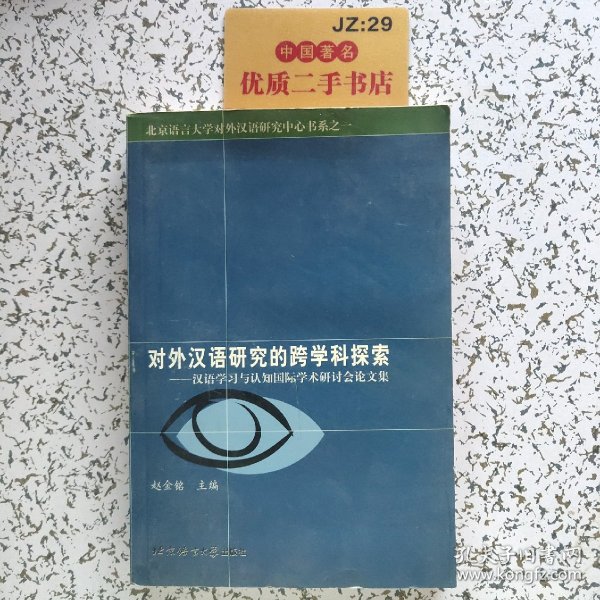 JZ:29
中国著名
优质二手书店
北京语言大学对外汉语研究中心书系之一
对外汉语研究的跨学科探索
——汉语学习与认知国际学术研讨会论文集
赵金铭 主编
北京语言大学出版社
孔夫子旧书网
www.kongfz.com